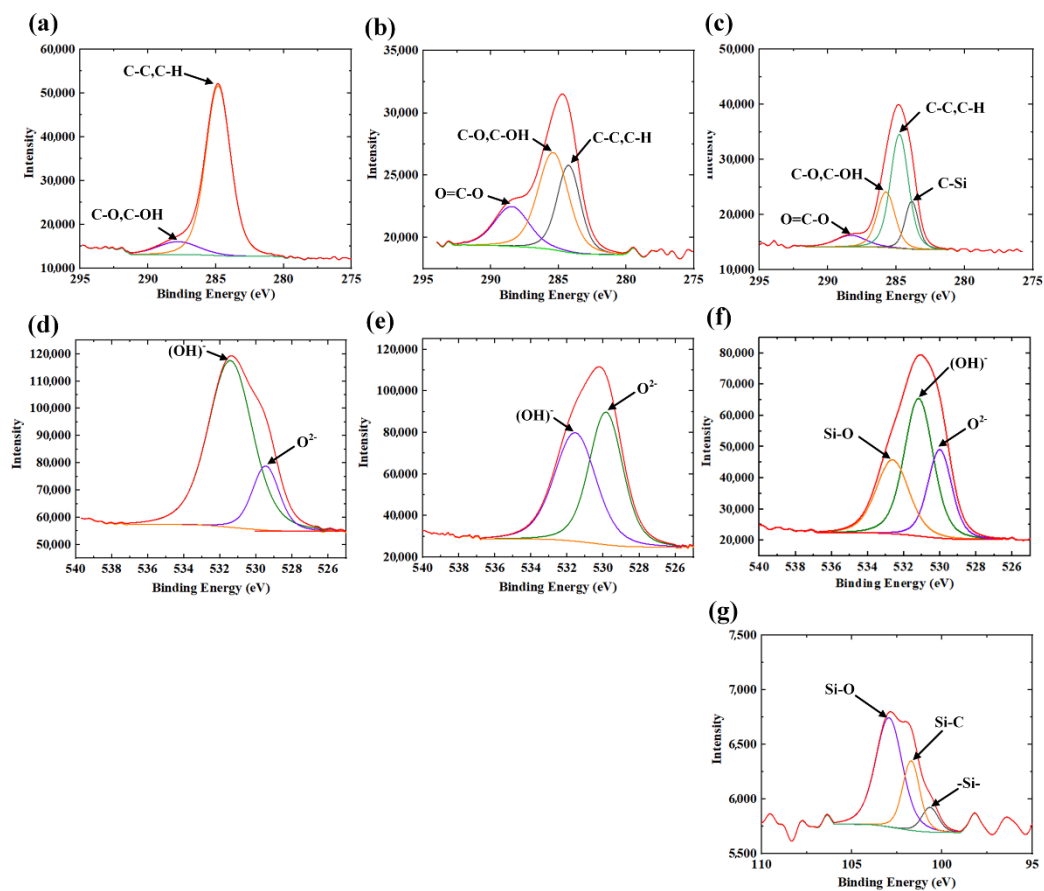 (a)
60,000
50,000
40,000
30,000
20,000
10,000
Intensity
C-C,C-H
C-O,C-OH
295 290 285 280 275
Binding Energy (eV)
(b)
35,000
30,000
25,000
20,000
Intensity
C-O,C-OH
C-C,C-H
O=C-O
295 290 285 280 275
Binding Energy (eV)
(c)
50,000
40,000
30,000
20,000
10,000
Intensity
C-C,C-H
C-O,C-OH
C-Si
O=C-O
295 290 285 280 275
Binding Energy (eV)
(d)
120,000
110,000
100,000
90,000
80,000
70,000
60,000
50,000
Intensity
(OH)-
O2-
540 538 536 534 532 530 528 526
Binding Energy (eV)
(e)
120,000
100,000
80,000
60,000
40,000
20,000
Intensity
(OH)-
O2-
540 538 536 534 532 530 528 526
Binding Energy (eV)
(f)
80,000
70,000
60,000
50,000
40,000
30,000
20,000
Intensity
(OH)-
Si-O
O2-
540 538 536 534 532 530 528 526
Binding Energy (eV)
(g)
7,500
7,000
6,500
6,000
5,500
Intensity
Si-O
Si-C
-Si-
110 105 100 95
Binding Energy (eV)